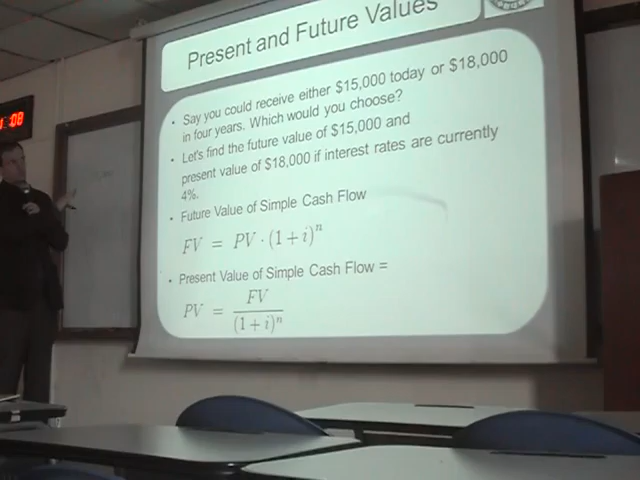 Present and Future Values
• Say you could receive either $15,000 today or $18,000
in four years. Which would you choose?
• Let's find the future value of $15,000 and
present value of $18,000 if interest rates are currently
4%.
• Future Value of Simple Cash Flow
FV = PV · (1 + i)^n
• Present Value of Simple Cash Flow =
PV = FV / (1 + i)^n
:08